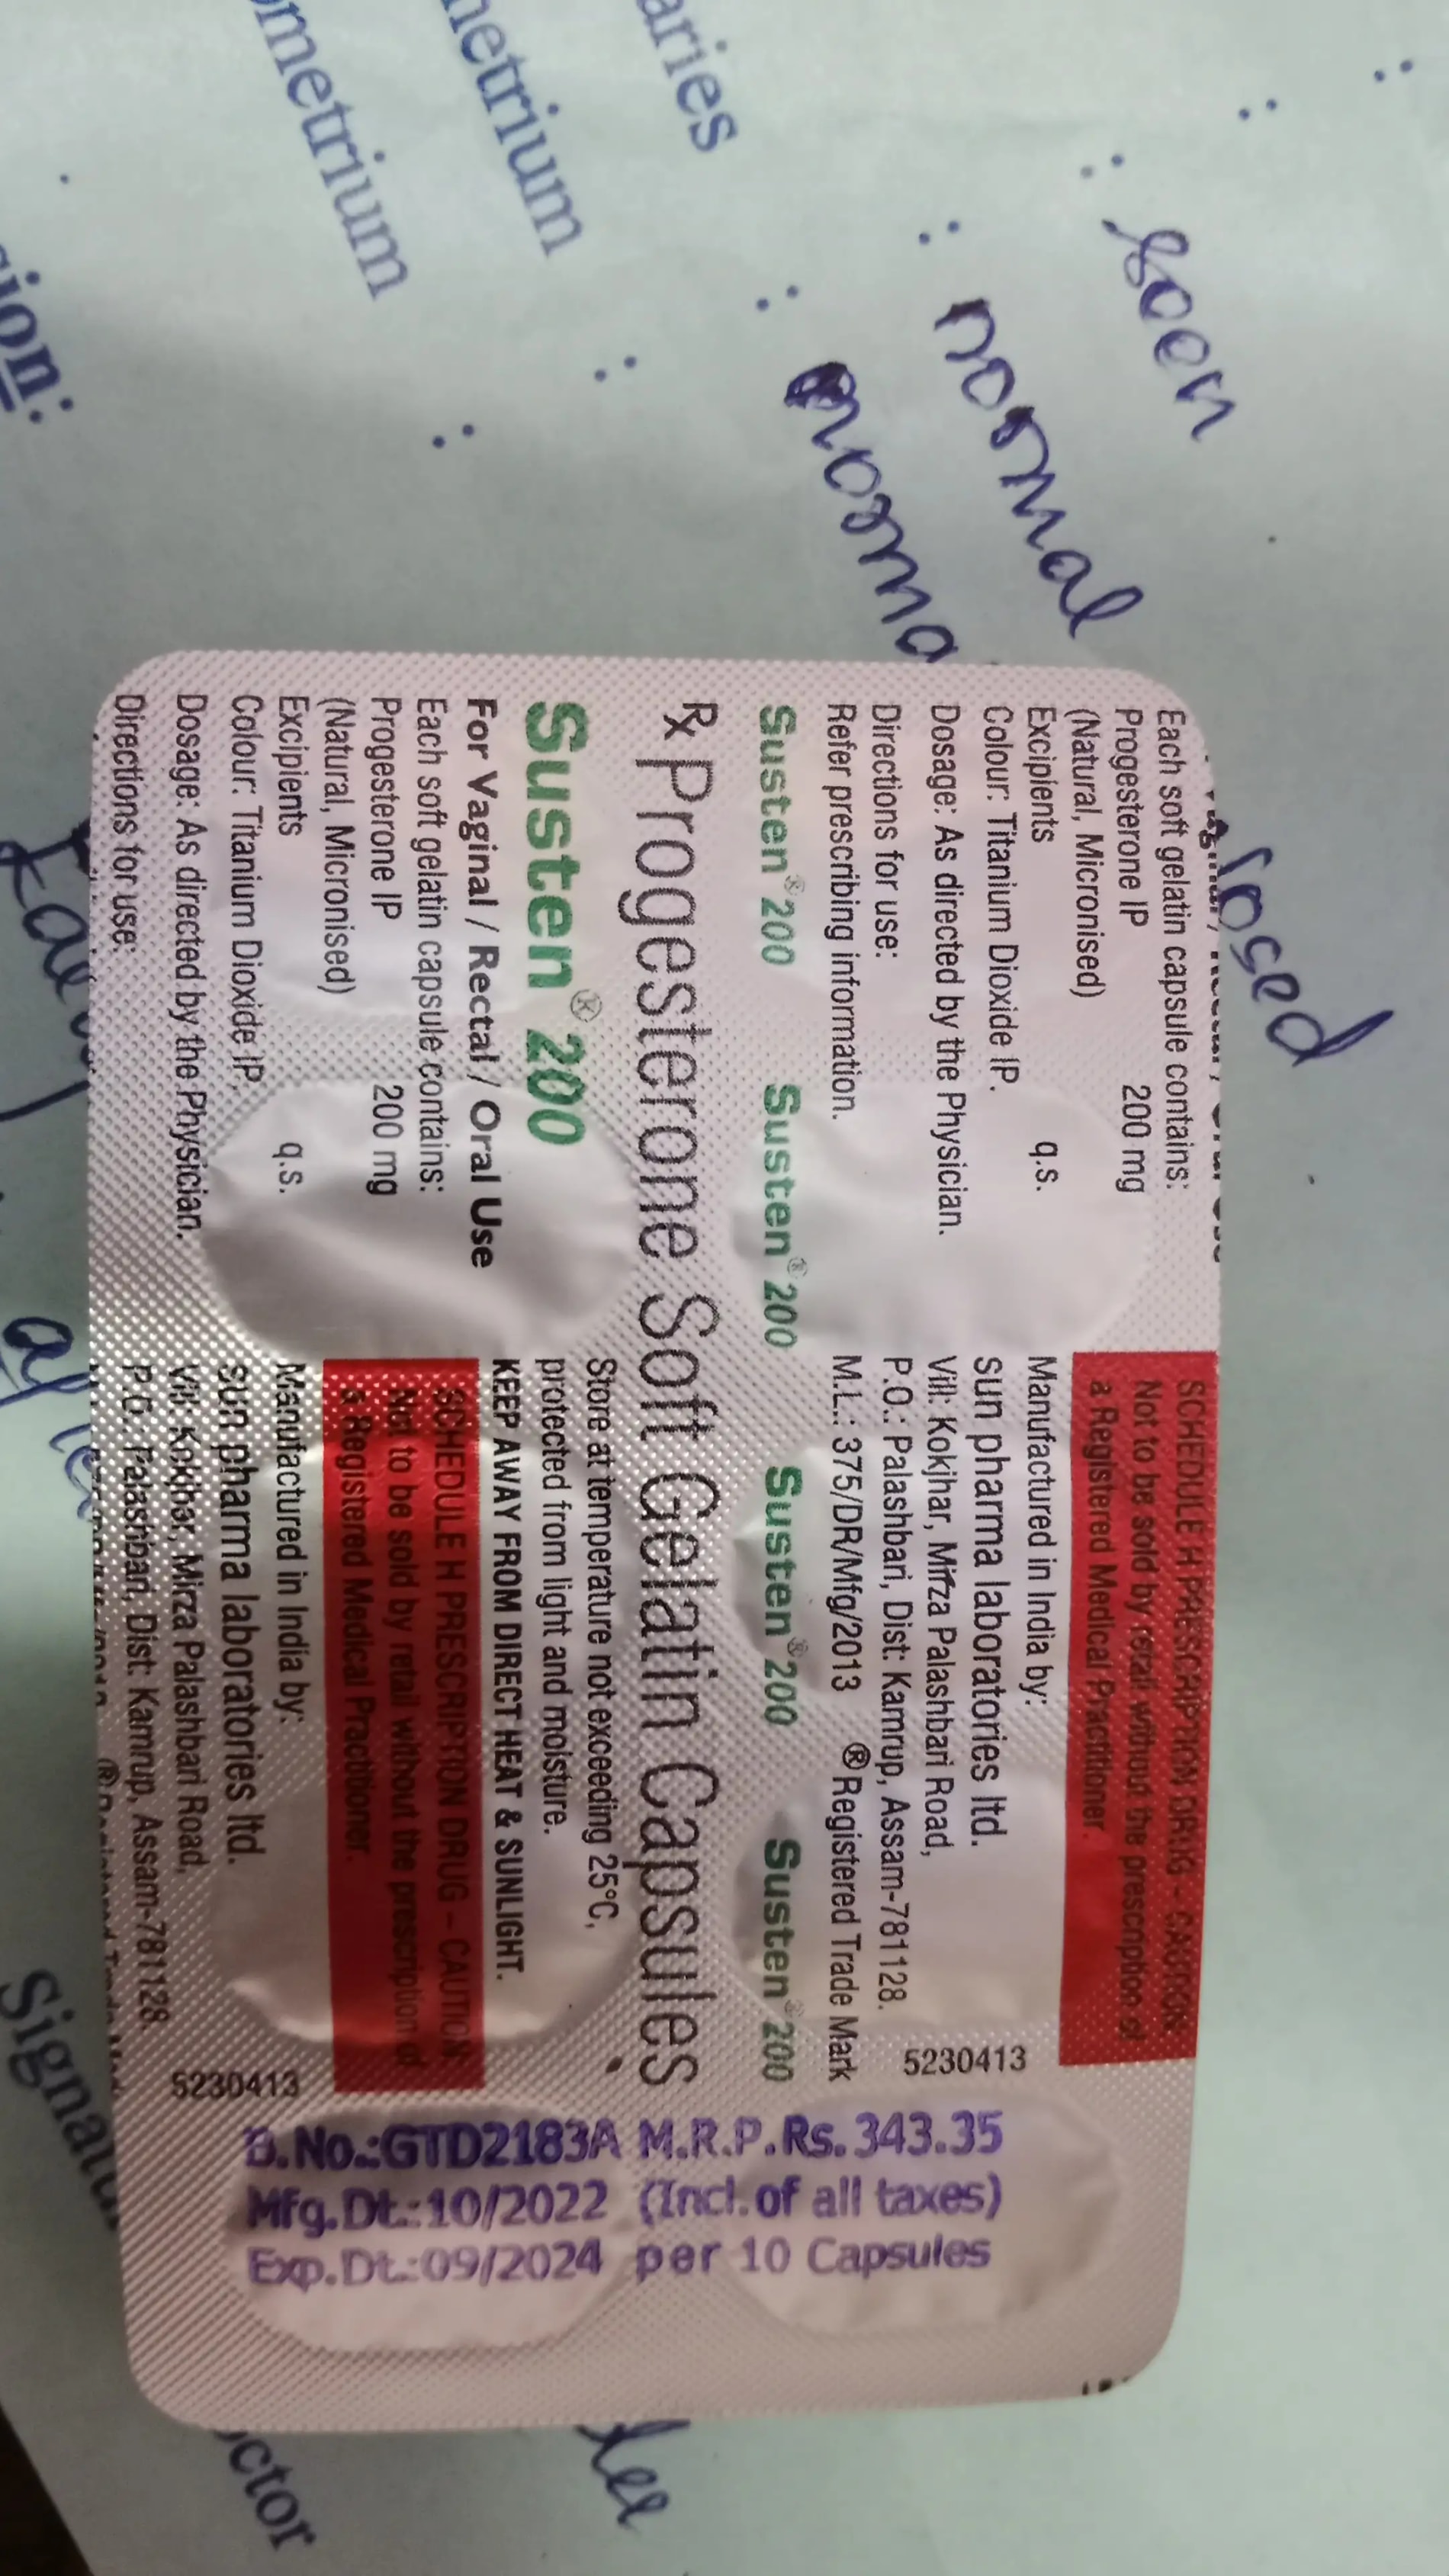 ometrium
metrium
aries
:
:
:
:
:
:
:
seen
normal
norma
osed
sion:
Each soft gelatin capsule contains:
Progesterone IP 200 mg
(Natural, Micronised)
Excipients q.s.
Colour: Titanium Dioxide IP.
Dosage: As directed by the Physician.
Directions for use:
Refer prescribing information.
SCHEDULE H PRESCRIPTION DRUG – CAUTION
Not to be sold by retail without the prescription of
a Registered Medical Practitioner.
Manufactured in India by:
sun pharma laboratories ltd.
Vill: Kokjhar, Mirza Palashbari Road,
P.O.: Palashbari, Dist: Kamrup, Assam-781128.
M.L.: 375/DR/Mfg/2013 ®Registered Trade Mark
5230413
Susten®200 Susten®200 Susten®200 Susten®200
Rx Progesterone Soft Gelatin Capsules
Susten® 200
For Vaginal / Rectal / Oral Use
Each soft gelatin capsule contains:
Progesterone IP 200 mg
(Natural, Micronised)
Excipients q.s.
Colour: Titanium Dioxide IP.
Dosage: As directed by the Physician.
Directions for use:
Store at temperature not exceeding 25°C,
protected from light and moisture.
KEEP AWAY FROM DIRECT HEAT & SUNLIGHT.
SCHEDULE H PRESCRIPTION DRUG – CAUTION
Not to be sold by retail without the prescription of
a Registered Medical Practitioner.
Manufactured in India by:
sun pharma laboratories ltd.
Vill: Kokjhar, Mirza Palashbari Road,
P.O.: Palashbari, Dist: Kamrup, Assam-781128.
5230413
B.No.:GTD2183A M.R.P.Rs.343.35
Mfg.Dt.:10/2022 (Incl.of all taxes)
Exp.Dt.:09/2024 per 10 Capsules
Signatu
ctor